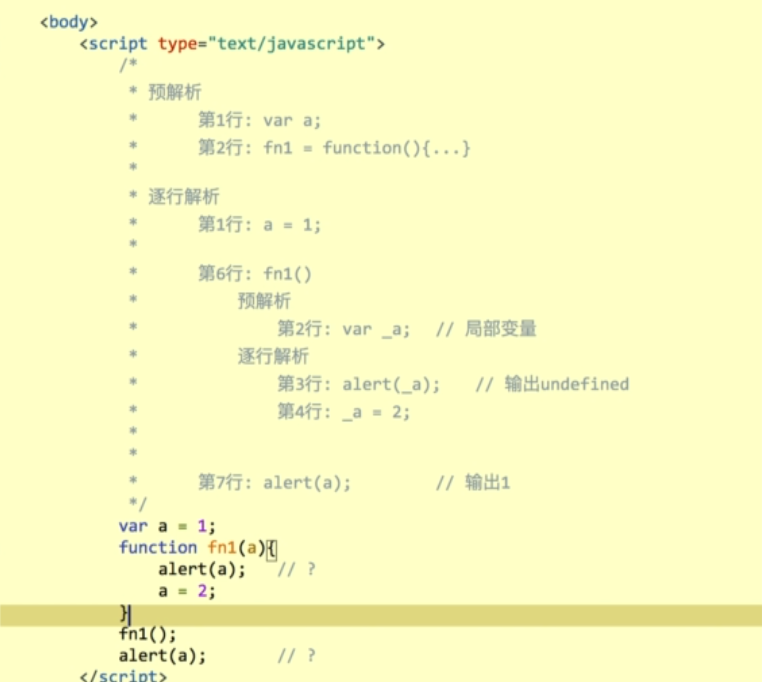 <body>
<script type="text/javascript">
/*
* 预解析
* 第1行: var a;
* 第2行: fn1 = function(){...}
*
* 逐行解析
* 第1行: a = 1;
*
* 第6行: fn1()
* 预解析
* 第2行: var _a; // 局部变量
* 逐行解析
* 第3行: alert(_a); // 输出undefined
* 第4行: _a = 2;
*
*
* 第7行: alert(a); // 输出1
*/
var a = 1;
function fn1(a){
alert(a); // ?
a = 2;
}
fn1();
alert(a); // ?
</script>